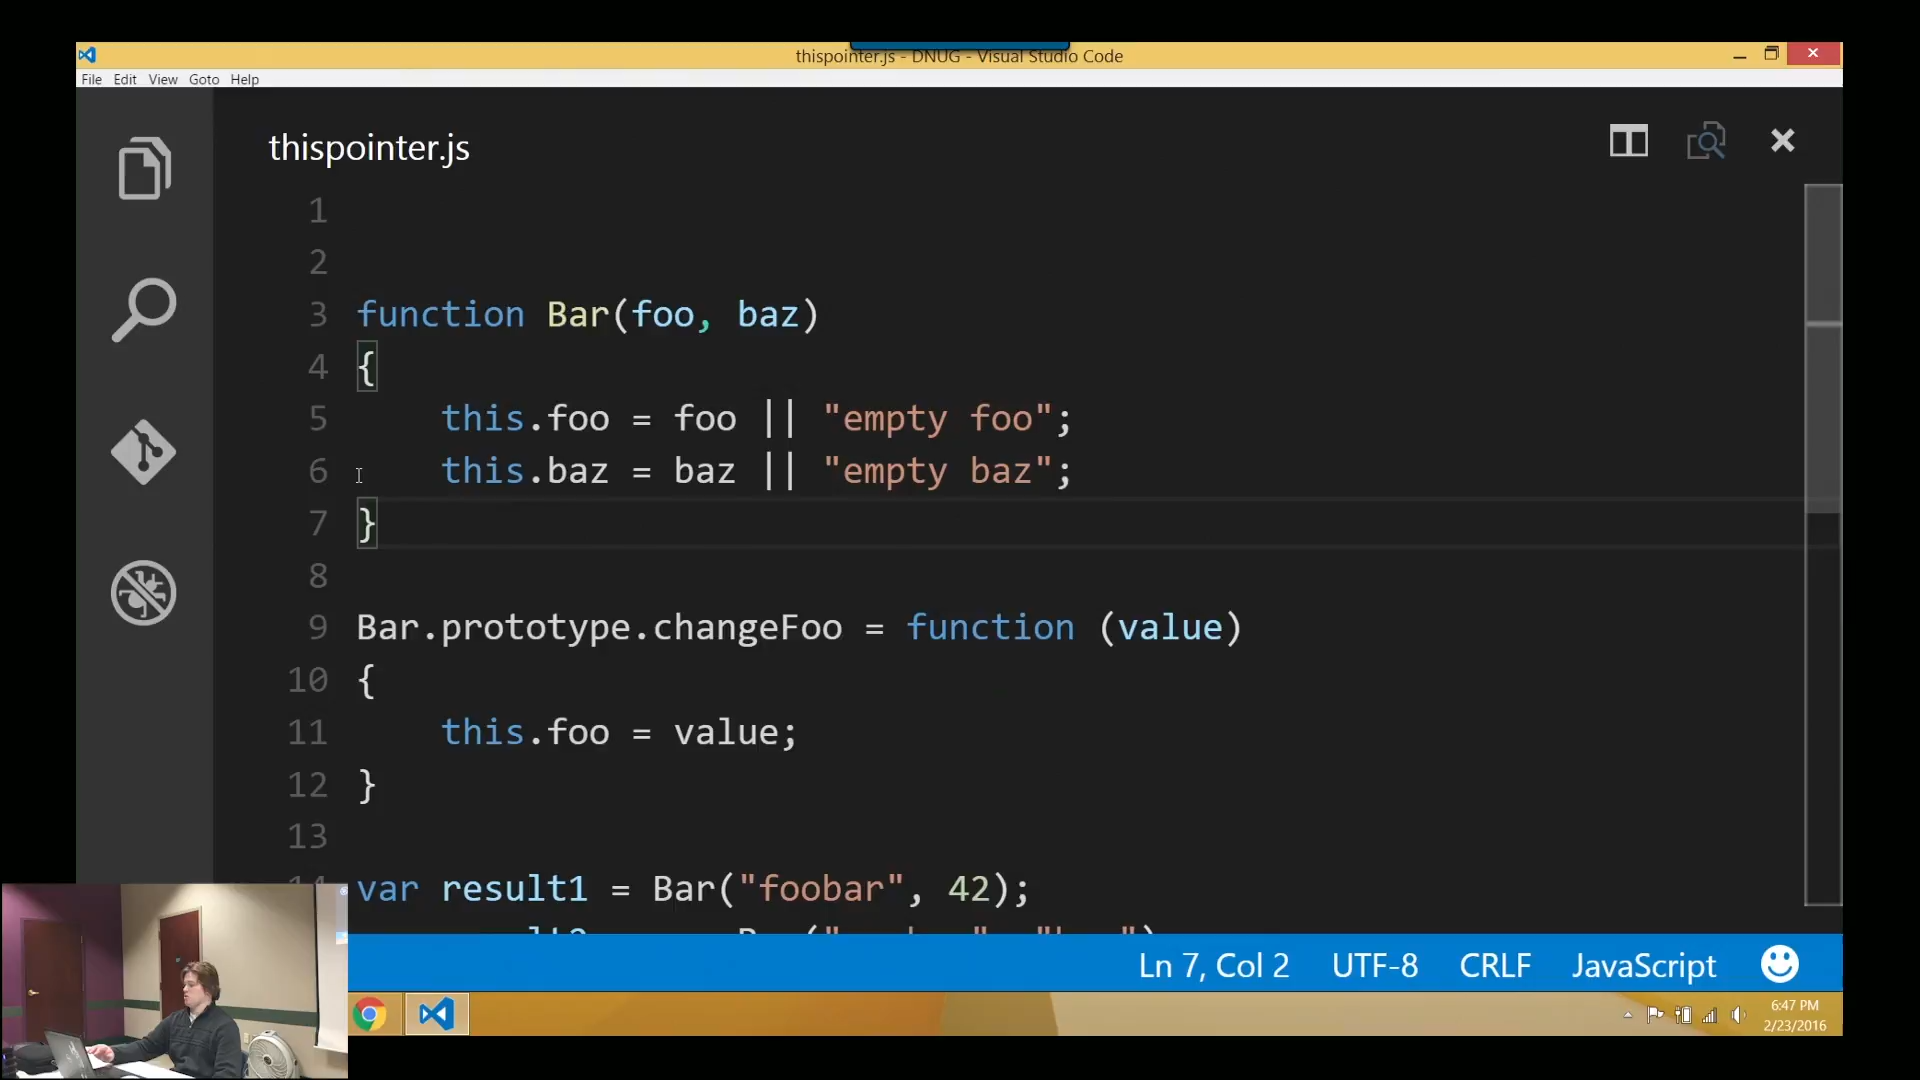 thispointer.js - DNUG - Visual Studio Code
File Edit View Goto Help
thispointer.js
1
2
3 function Bar(foo, baz)
4 {
5 this.foo = foo || "empty foo";
6 this.baz = baz || "empty baz";
7 }
8
9 Bar.prototype.changeFoo = function (value)
10 {
11 this.foo = value;
12 }
13
var result1 = Bar("foobar", 42);
Ln 7, Col 2 UTF-8 CRLF JavaScript
6:47 PM
2/23/2016